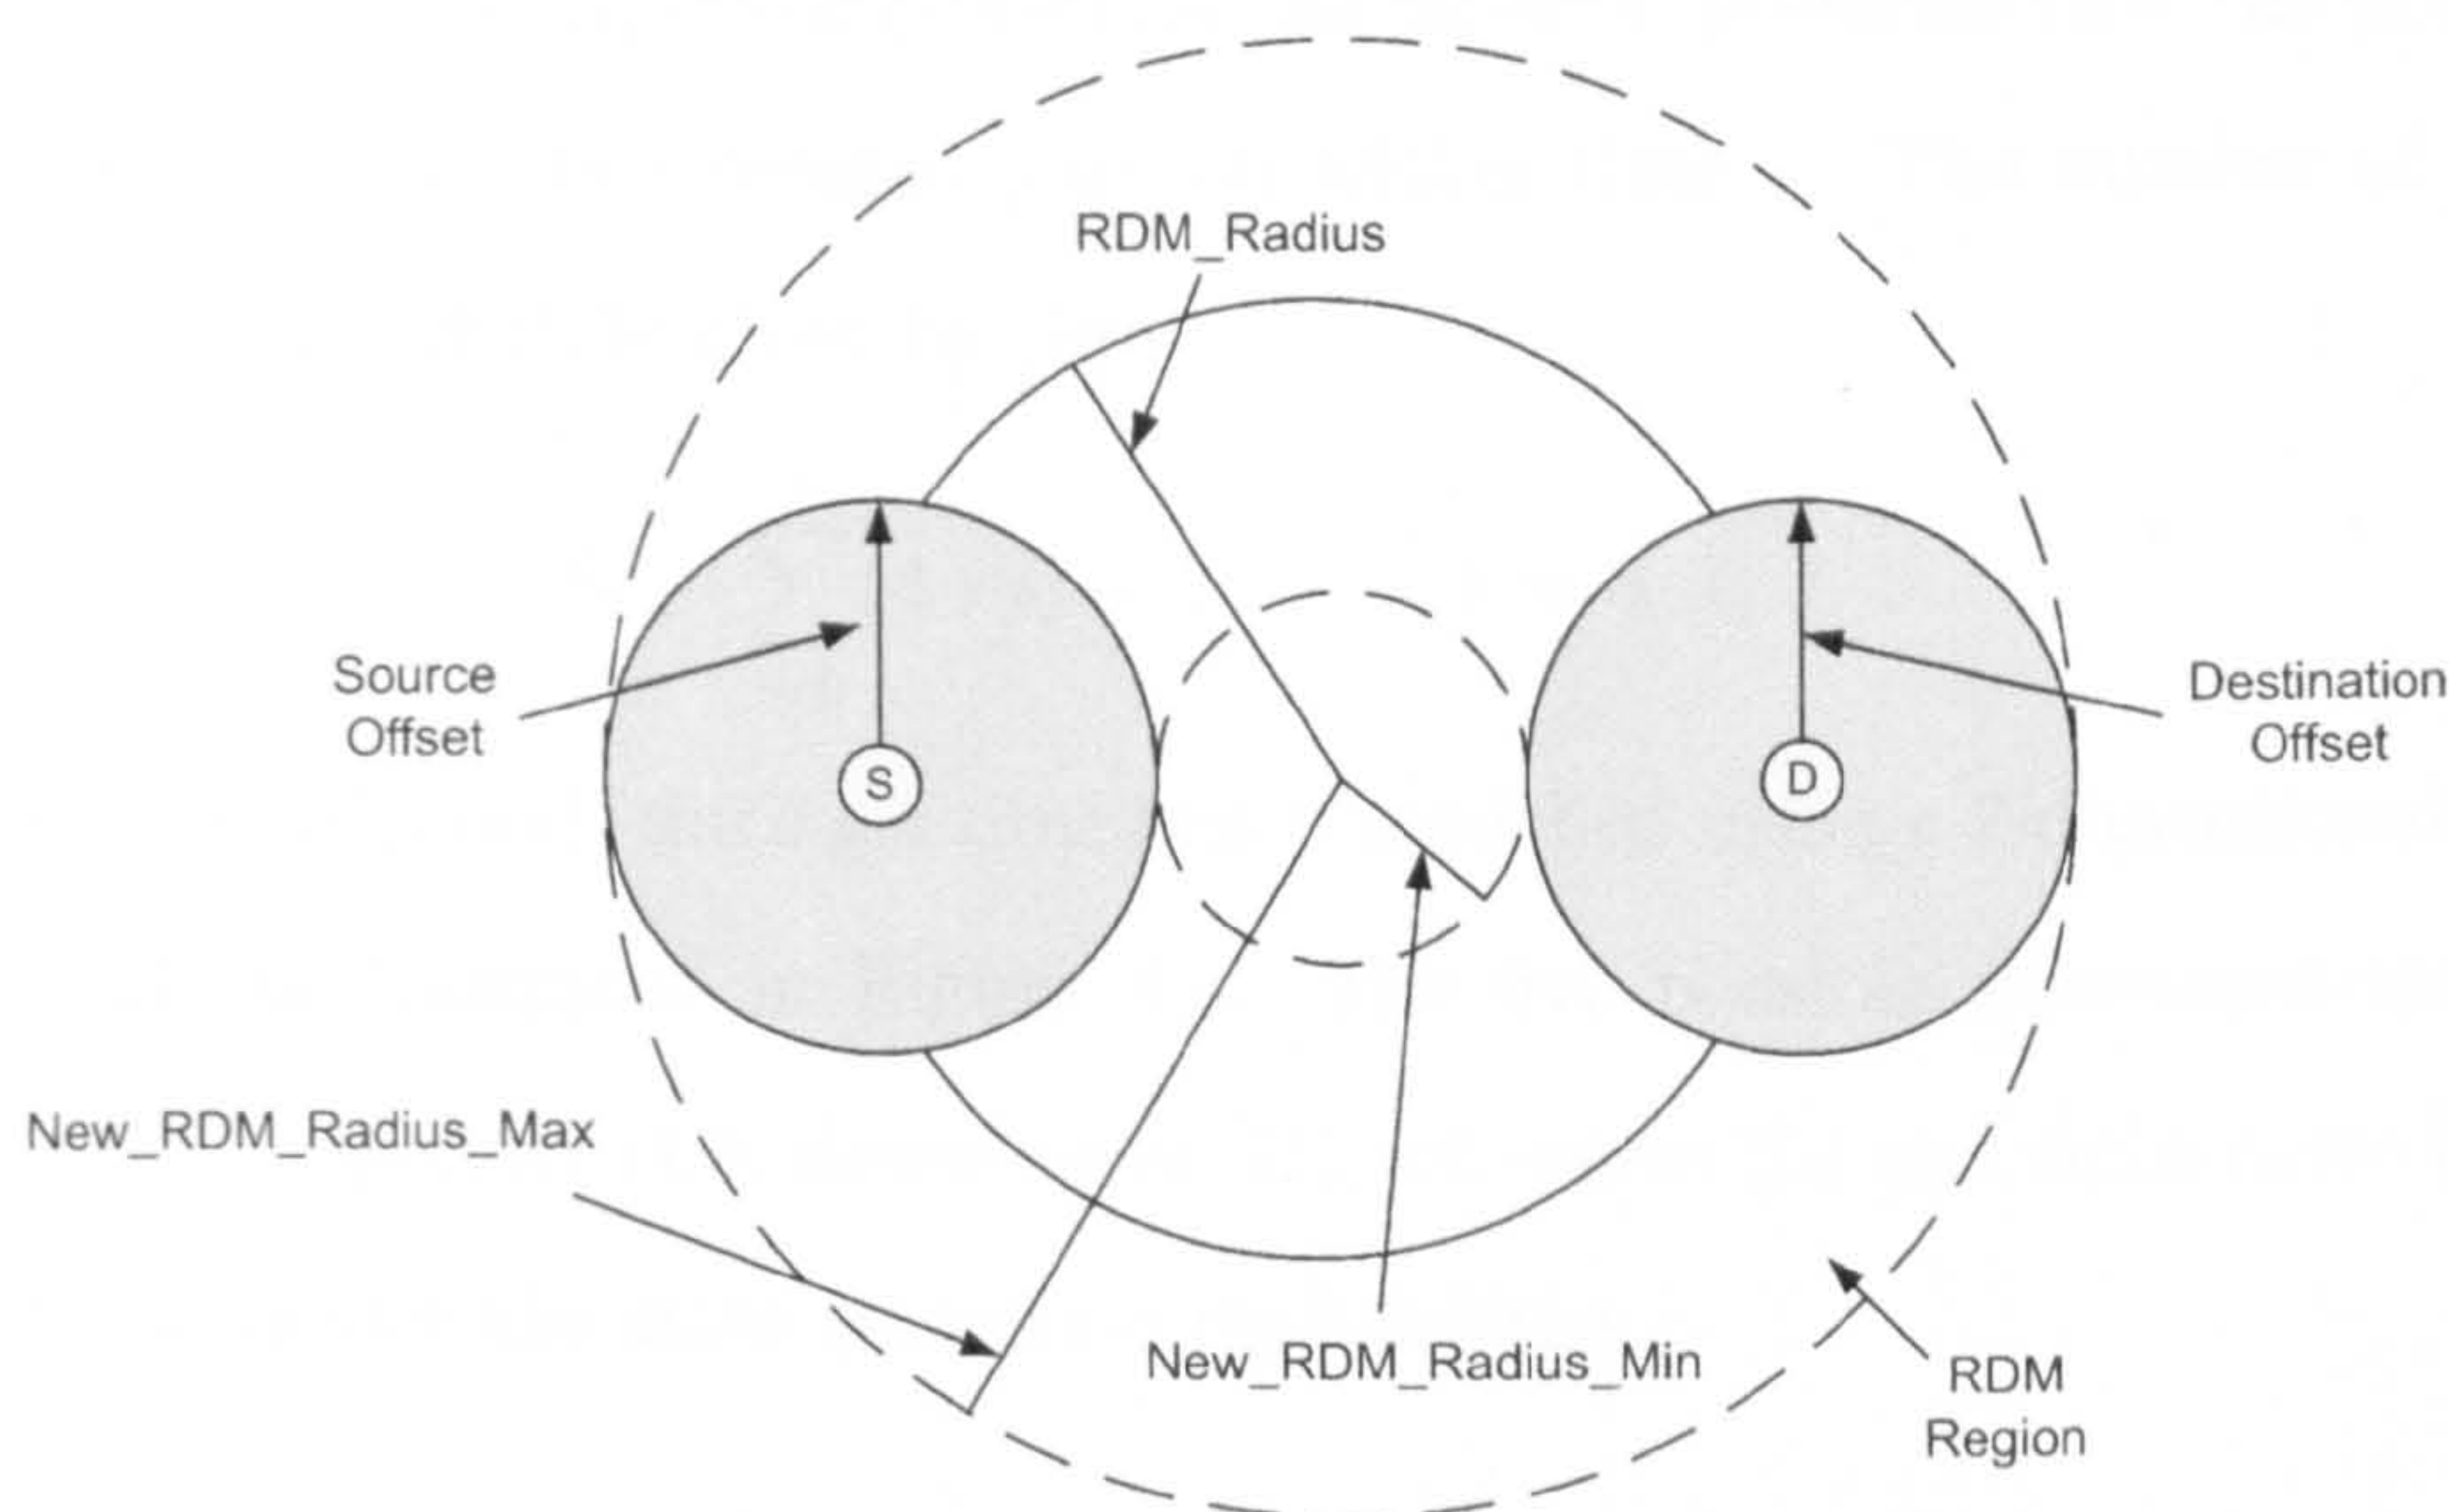 RDM_Radius
Source
Offset
S
D
Destination
Offset
New_RDM_Radius_Max
New_RDM_Radius_Min
RDM
Region